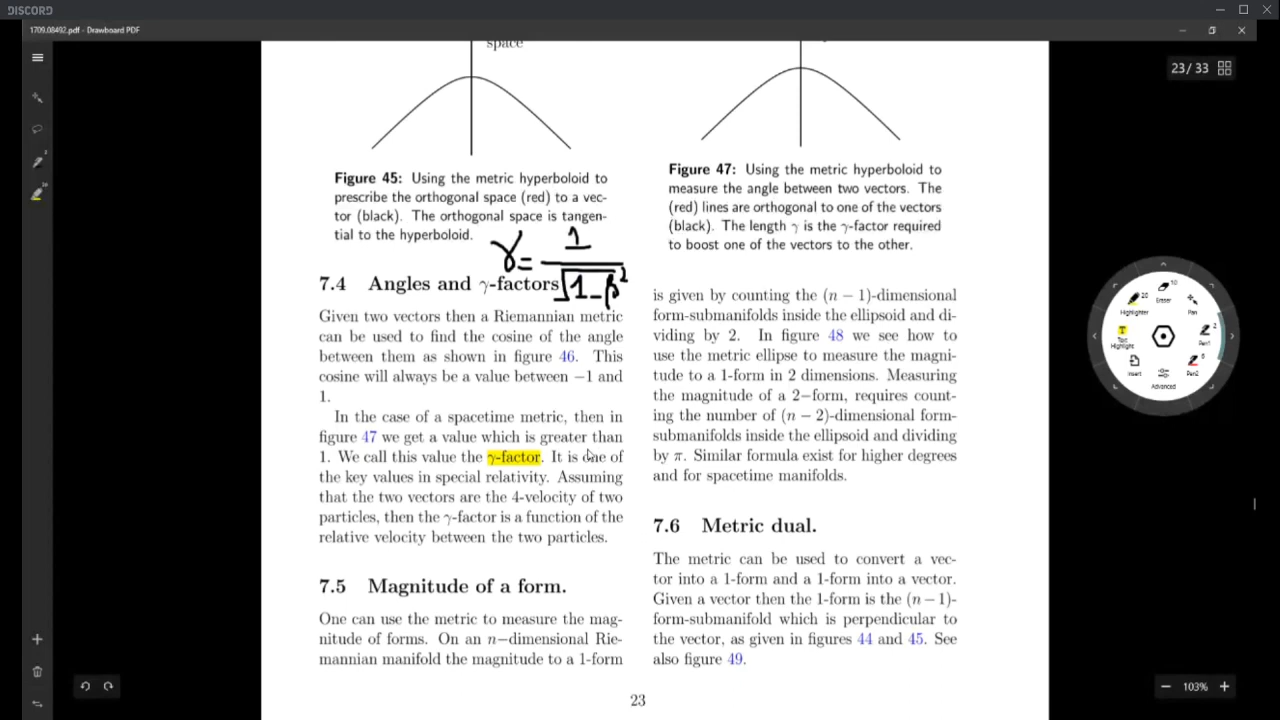 DISCORD
1709.08492.pdf - Drawboard PDF
23 / 33
space
Figure 45: Using the metric hyperboloid to
prescribe the orthogonal space (red) to a vec-
tor (black). The orthogonal space is tangen-
tial to the hyperboloid.
γ = 1 / √1-β²
7.4 Angles and γ-factors
Given two vectors then a Riemannian metric
can be used to find the cosine of the angle
between them as shown in figure 46. This
cosine will always be a value between −1 and
1.
In the case of a spacetime metric, then in
figure 47 we get a value which is greater than
1. We call this value the γ-factor. It is one of
the key values in special relativity. Assuming
that the two vectors are the 4-velocity of two
particles, then the γ-factor is a function of the
relative velocity between the two particles.
7.5 Magnitude of a form.
One can use the metric to measure the mag-
nitude of forms. On an n−dimensional Rie-
mannian manifold the magnitude to a 1-form
Figure 47: Using the metric hyperboloid to
measure the angle between two vectors. The
(red) lines are orthogonal to one of the vectors
(black). The length γ is the γ-factor required
to boost one of the vectors to the other.
is given by counting the (n − 1)-dimensional
form-submanifolds inside the ellipsoid and di-
viding by 2. In figure 48 we see how to
use the metric ellipse to measure the magni-
tude to a 1-form in 2 dimensions. Measuring
the magnitude of a 2−form, requires count-
ing the number of (n − 2)-dimensional form-
submanifolds inside the ellipsoid and dividing
by π. Similar formula exist for higher degrees
and for spacetime manifolds.
7.6 Metric dual.
The metric can be used to convert a vec-
tor into a 1-form and a 1-form into a vector.
Given a vector then the 1-form is the (n − 1)-
form-submanifold which is perpendicular to
the vector, as given in figures 44 and 45. See
also figure 49.
23
Eraser
Highlighter
Pan
Text Highlight
Pen1
Insert
Pen2
Advanced
103%